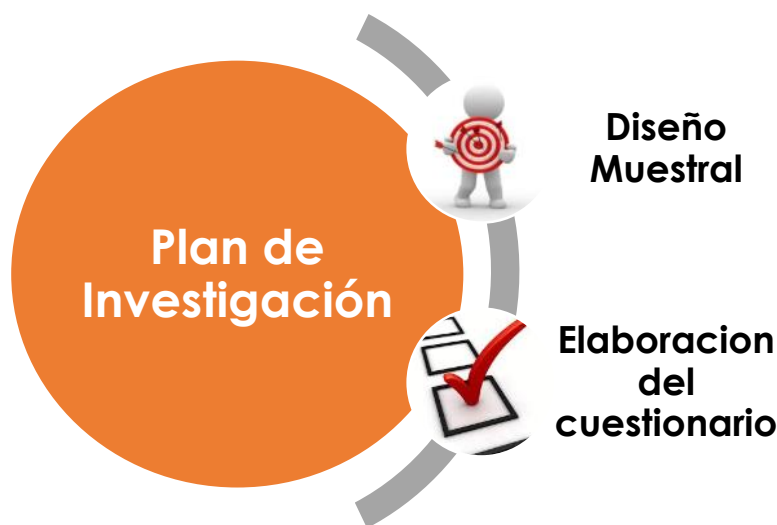 Plan de
Investigación
Diseño
Muestral
Elaboracion
del
cuestionario